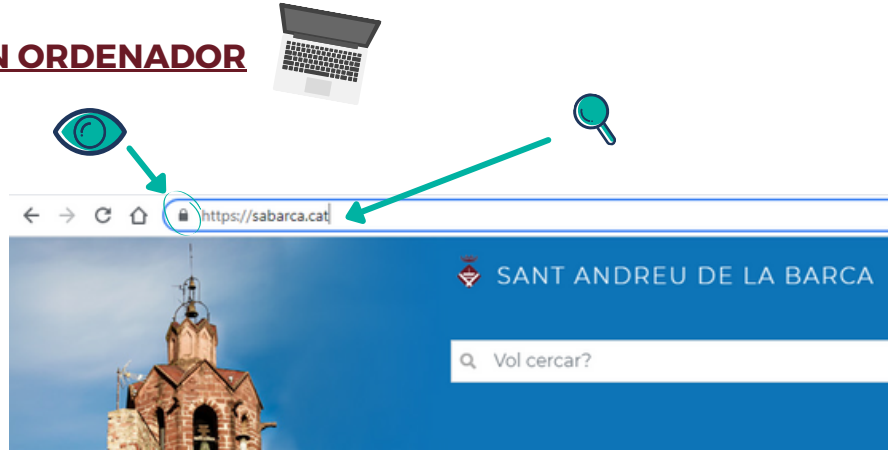 N ORDENADOR
https://sabarca.cat
SANT ANDREU DE LA BARCA
Vol cercar?